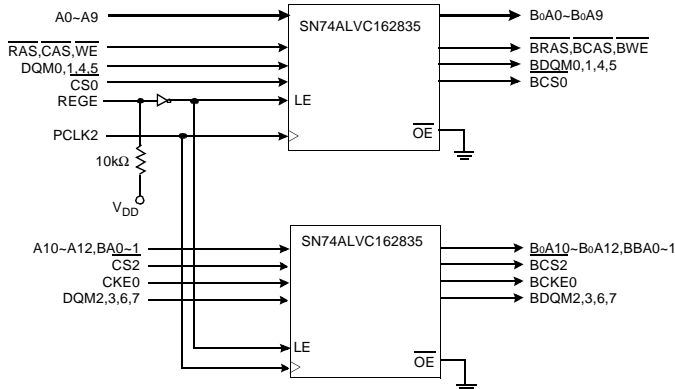 A0~A9
SN74ALVC162835
B0A0~B0A9
RAS,CAS,WE
BRAS,BCAS,BWE
DQM0,1,4,5
BDQM0,1,4,5
CS0
BCS0
REGE
LE
PCLK2
OE
10kΩ
VDD
SN74ALVC162835
A10~A12,BA0~1
B0A10~B0A12,BBA0~1
CS2
BCS2
CKE0
BCKE0
DQM2,3,6,7
BDQM2,3,6,7
LE
OE